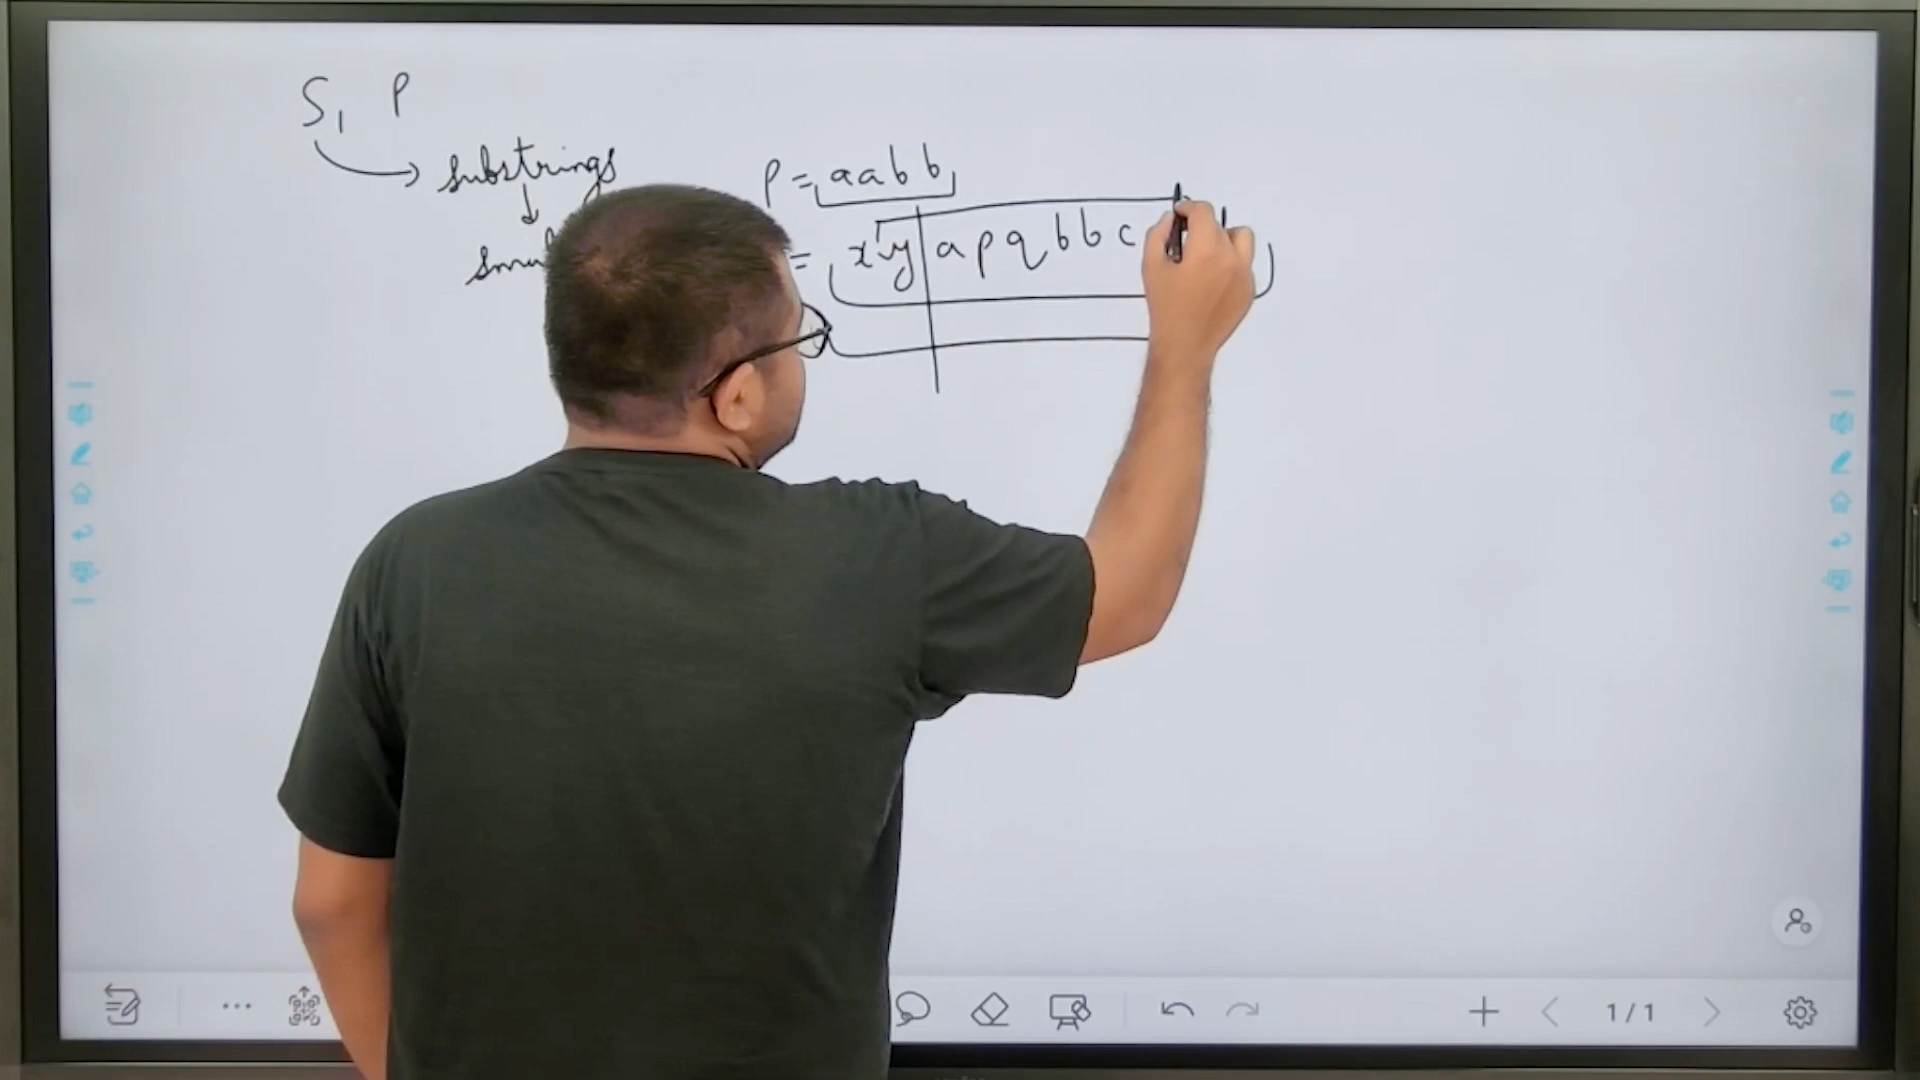 S, P
substrings
P = aabb
= xy apqbbc
1/1